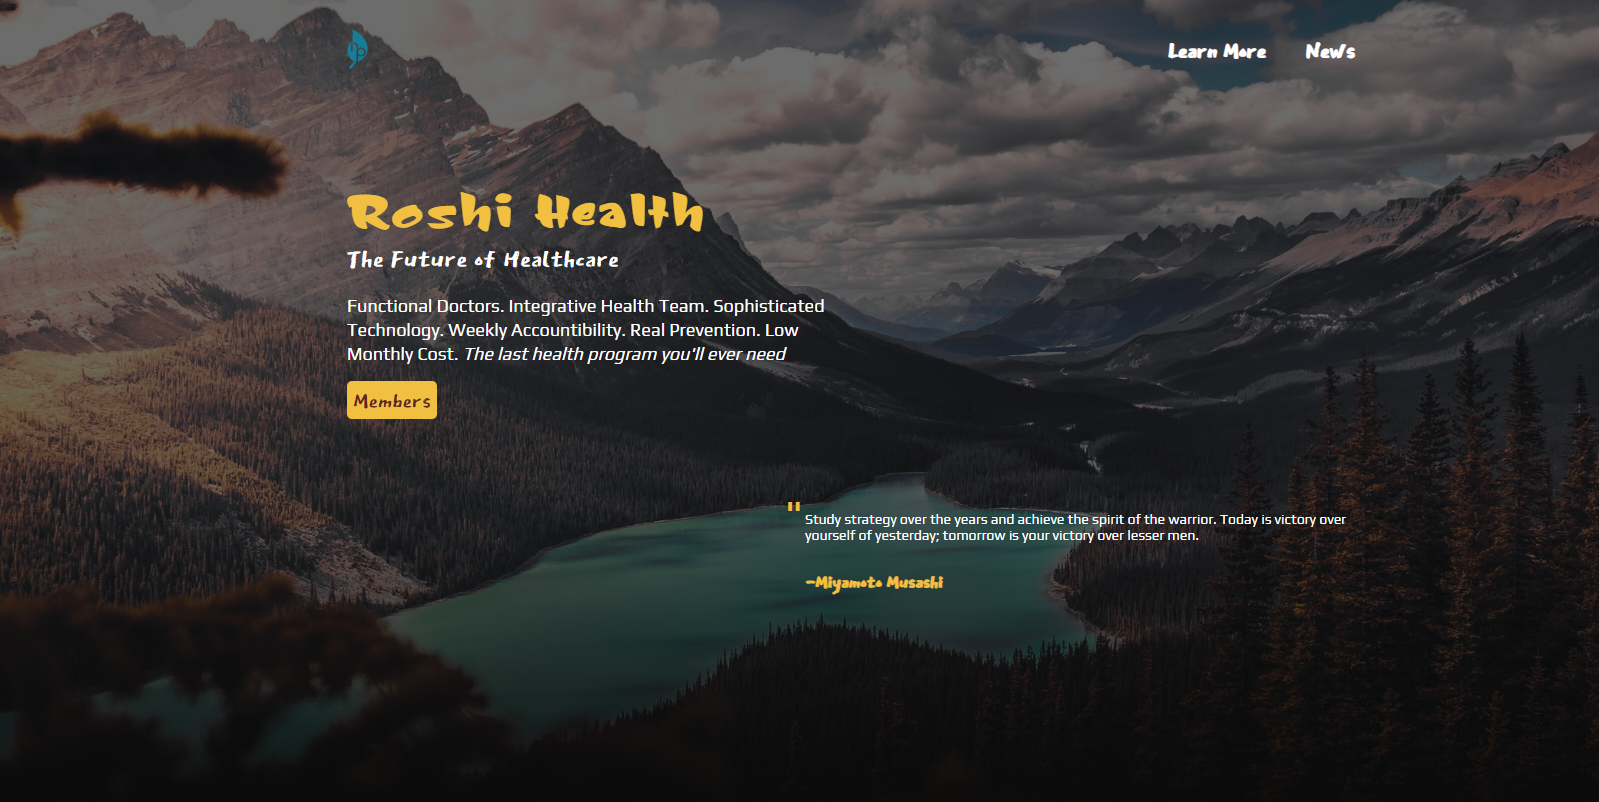 Learn More
News
Roshi Health
The Future of Healthcare
Functional Doctors. Integrative Health Team. Sophisticated
Technology. Weekly Accountibility. Real Prevention. Low
Monthly Cost. The last health program you'll ever need
Members
"
Study strategy over the years and achieve the spirit of the warrior. Today is victory over
yourself of yesterday; tomorrow is your victory over lesser men.
-Miyamoto Musashi